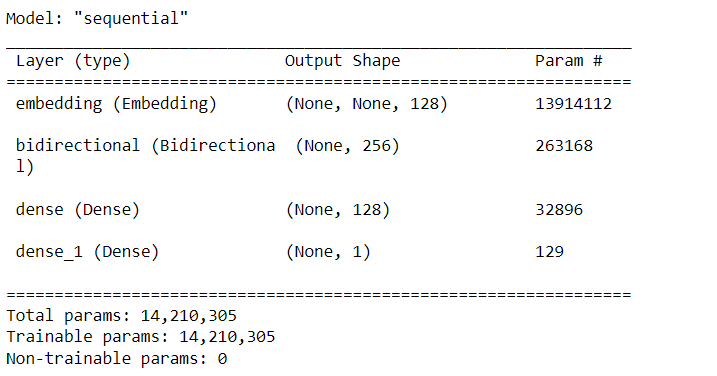 Model: "sequential"
_________________________________________________________________
Layer (type) Output Shape Param #
=================================================================
embedding (Embedding) (None, None, 128) 13914112
bidirectional (Bidirectiona (None, 256) 263168
l)
dense (Dense) (None, 128) 32896
dense_1 (Dense) (None, 1) 129
=================================================================
Total params: 14,210,305
Trainable params: 14,210,305
Non-trainable params: 0